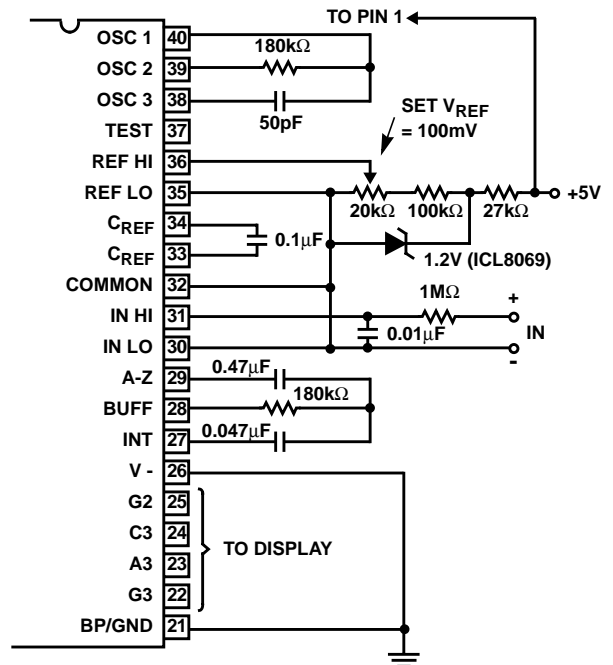 TO PIN 1
OSC 1 40
180kΩ
OSC 2 39
OSC 3 38
50pF
TEST 37
SET VREF
= 100mV
REF HI 36
REF LO 35
20kΩ 100kΩ 27kΩ +5V
CREF 34
0.1μF
CREF 33
1.2V (ICL8069)
COMMON 32
1MΩ
+
IN HI 31
0.01μF
IN
IN LO 30
-
0.47μF
A-Z 29
180kΩ
BUFF 28
0.047μF
INT 27
V - 26
G2 25
C3 24
TO DISPLAY
A3 23
G3 22
BP/GND 21